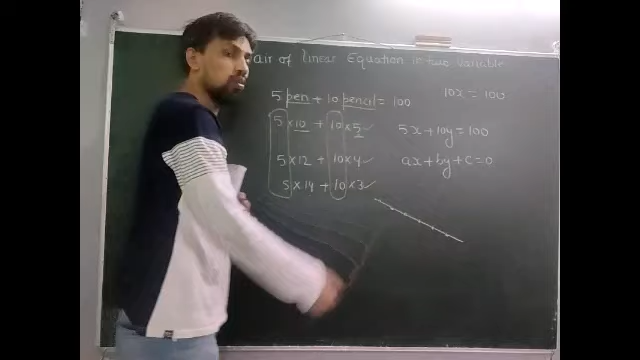 air of linear Equation in two variable
5 pen + 10 pencil = 100
10x = 100
5 × 10 + 10 × 5 ✓
5x + 10y = 100
5 × 12 + 10 × 4 ✓
ax + by + c = 0
5 × 14 + 10 × 3 ✓